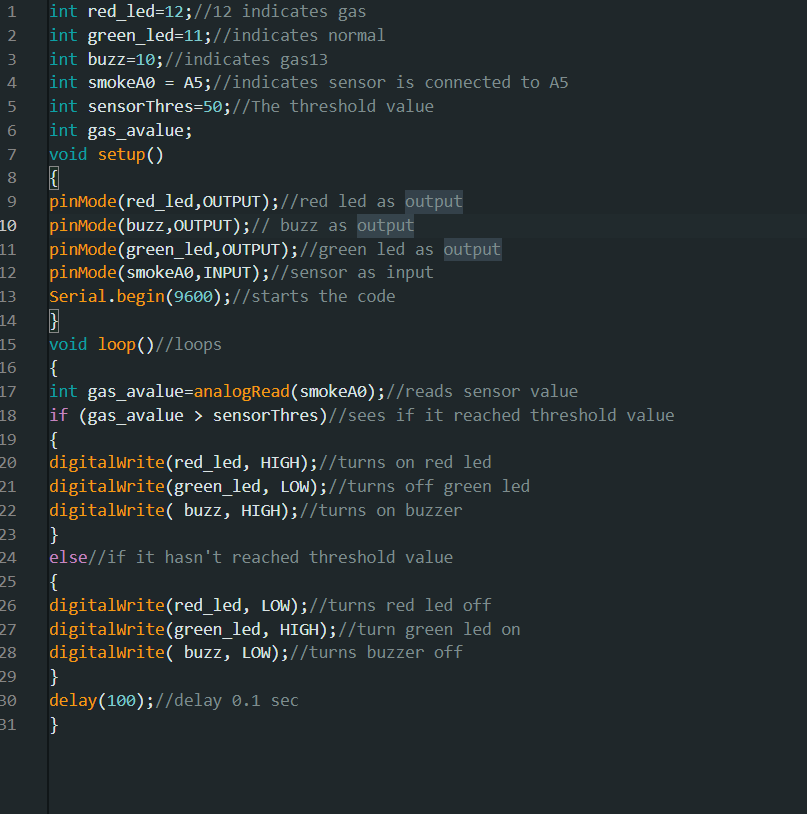 1 int red_led=12;//12 indicates gas
2 int green_led=11;//indicates normal
3 int buzz=10;//indicates gas13
4 int smokeA0 = A5;//indicates sensor is connected to A5
5 int sensorThres=50;//The threshold value
6 int gas_avalue;
7 void setup()
8 {
9 pinMode(red_led,OUTPUT);//red led as output
10 pinMode(buzz,OUTPUT);// buzz as output
11 pinMode(green_led,OUTPUT);//green led as output
12 pinMode(smokeA0,INPUT);//sensor as input
13 Serial.begin(9600);//starts the code
14 }
15 void loop()//loops
16 {
17 int gas_avalue=analogRead(smokeA0);//reads sensor value
18 if (gas_avalue > sensorThres)//sees if it reached threshold value
19 {
20 digitalWrite(red_led, HIGH);//turns on red led
21 digitalWrite(green_led, LOW);//turns off green led
22 digitalWrite( buzz, HIGH);//turns on buzzer
23 }
24 else//if it hasn't reached threshold value
25 {
26 digitalWrite(red_led, LOW);//turns red led off
27 digitalWrite(green_led, HIGH);//turn green led on
28 digitalWrite( buzz, LOW);//turns buzzer off
29 }
30 delay(100);//delay 0.1 sec
31 }